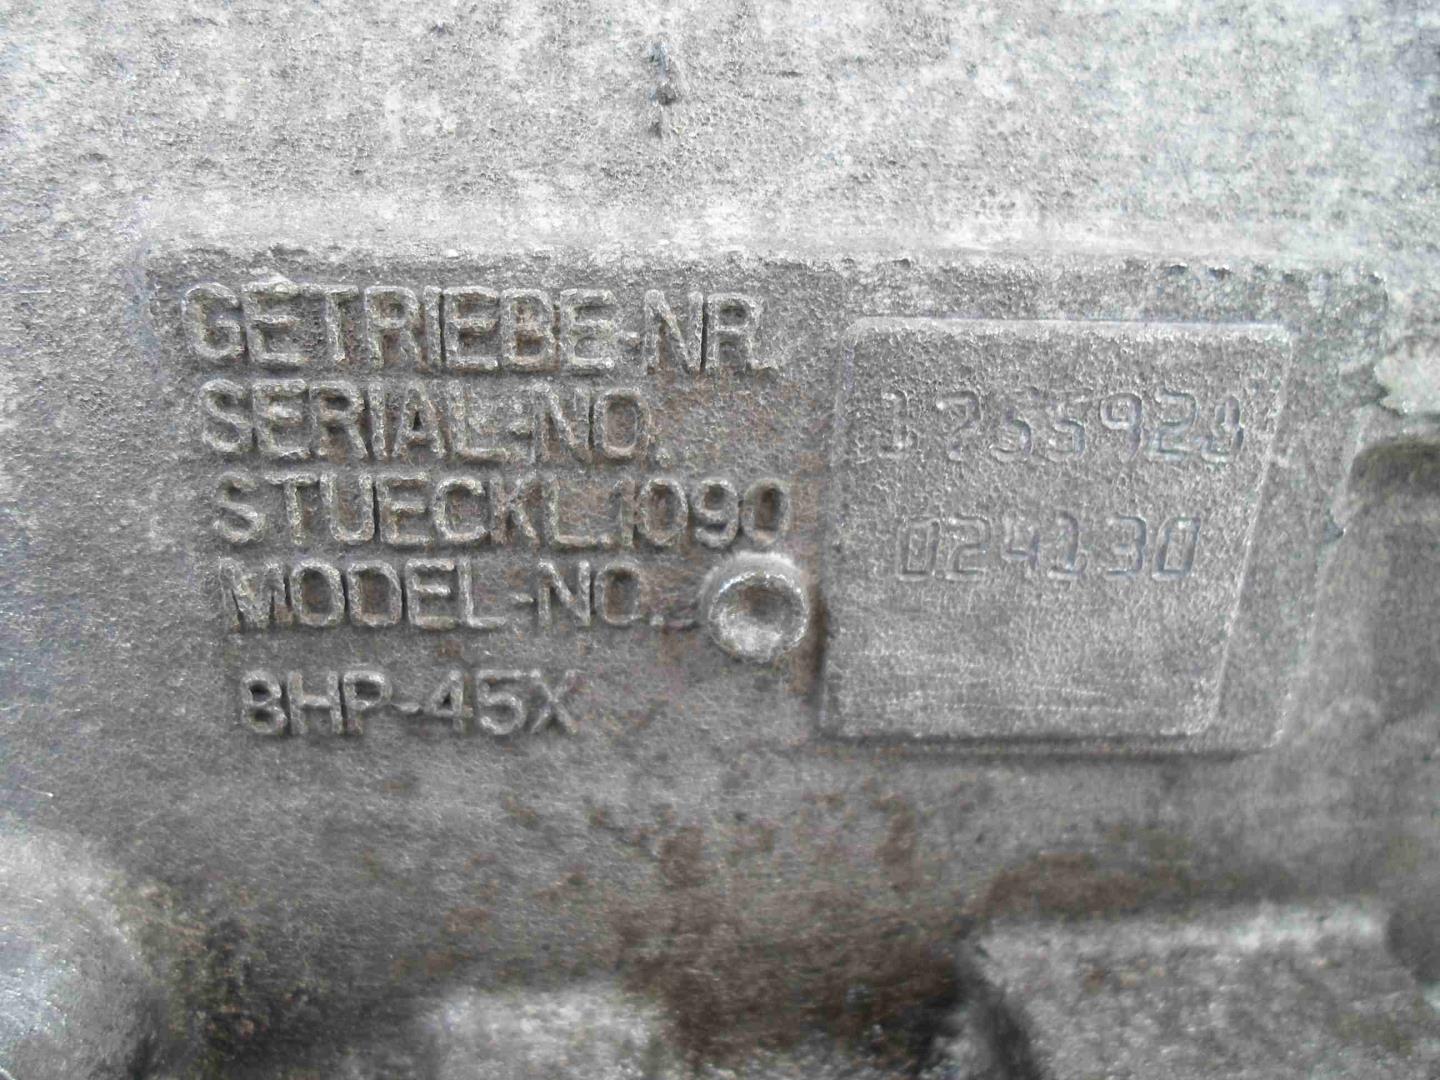 GETRIEBE-NR.
SERIAL-NO.
STUECKL.1090
MODEL-NO.
8HP-45X
024130